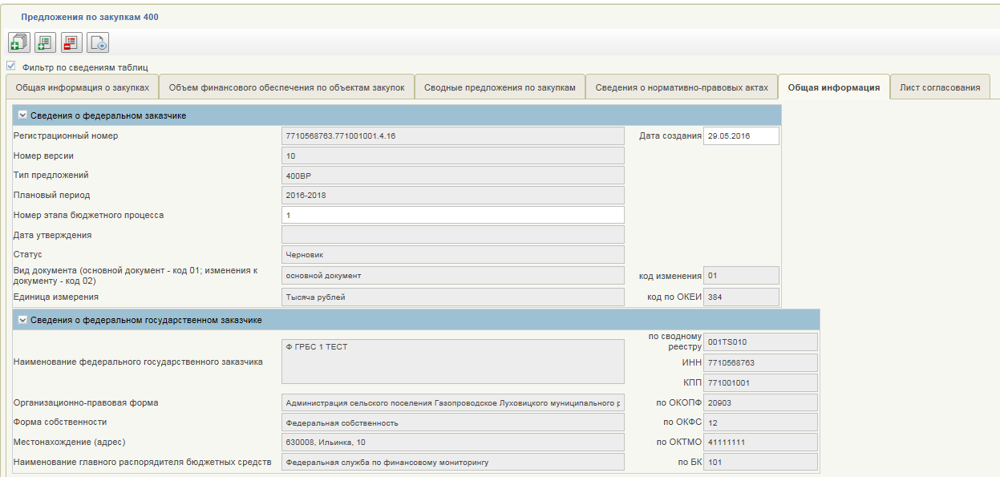 Предложения по закупкам 400
Фильтр по сведениям таблиц
Общая информация о закупках
Объем финансового обеспечения по объектам закупок
Сводные предложения по закупкам
Сведения о нормативно-правовых актах
Общая информация
Лист согласования
Сведения о федеральном заказчике
Регистрационный номер 7710568763.771001001.4.16 Дата создания 29.05.2016
Номер версии 10
Тип предложений 400ВР
Плановый период 2016-2018
Номер этапа бюджетного процесса 1
Дата утверждения
Статус Черновик
Вид документа (основной документ - код 01; изменения к
документу - код 02) основной документ код изменения 01
Единица измерения Тысяча рублей код по ОКЕИ 384
Сведения о федеральном государственном заказчике
Наименование федерального государственного заказчика Ф ГРБС 1 ТЕСТ
по сводному
реестру 001TS010
ИНН 7710568763
КПП 771001001
Организационно-правовая форма Администрация сельского поселения Газопроводское Луховицкого муниципального р по ОКОПФ 20903
Форма собственности Федеральная собственность по ОКФС 12
Местонахождение (адрес) 630008, Ильинка, 10 по ОКТМО 41111111
Наименование главного распорядителя бюджетных средств Федеральная служба по финансовому мониторингу по БК 101